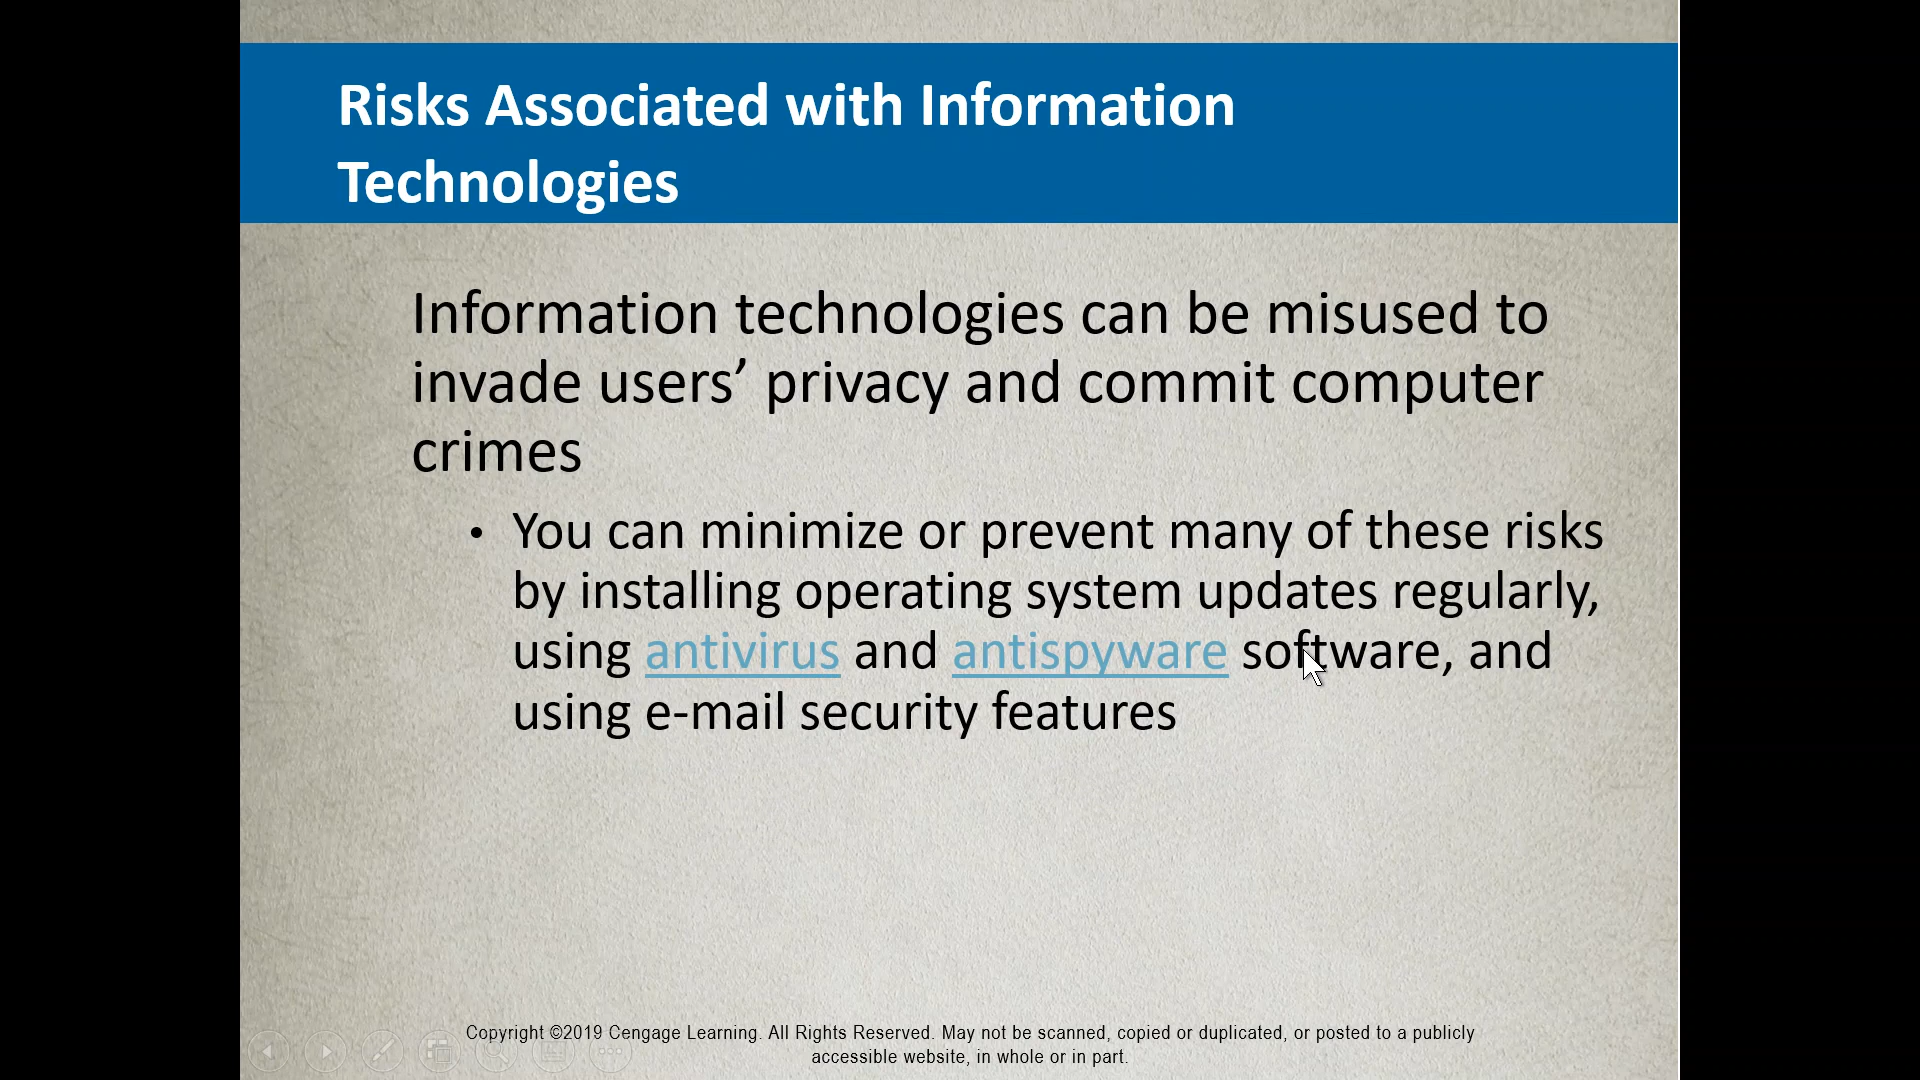 Risks Associated with Information
Technologies
Information technologies can be misused to
invade users’ privacy and commit computer
crimes
• You can minimize or prevent many of these risks
by installing operating system updates regularly,
using antivirus and antispyware software, and
using e-mail security features
Copyright ©2019 Cengage Learning. All Rights Reserved. May not be scanned, copied or duplicated, or posted to a publicly
accessible website, in whole or in part.